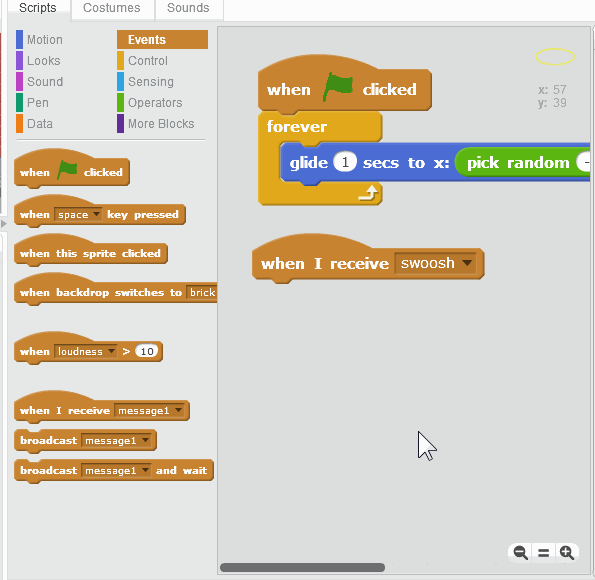 Scripts Costumes Sounds
Motion Events
Looks Control
Sound Sensing
Pen Operators
Data More Blocks
when clicked
when space key pressed
when this sprite clicked
when backdrop switches to brick
when loudness > 10
when I receive message1
broadcast message1
broadcast message1 and wait
x: 57
y: 39
when clicked
forever
glide 1 secs to x: pick random -
when I receive swoosh